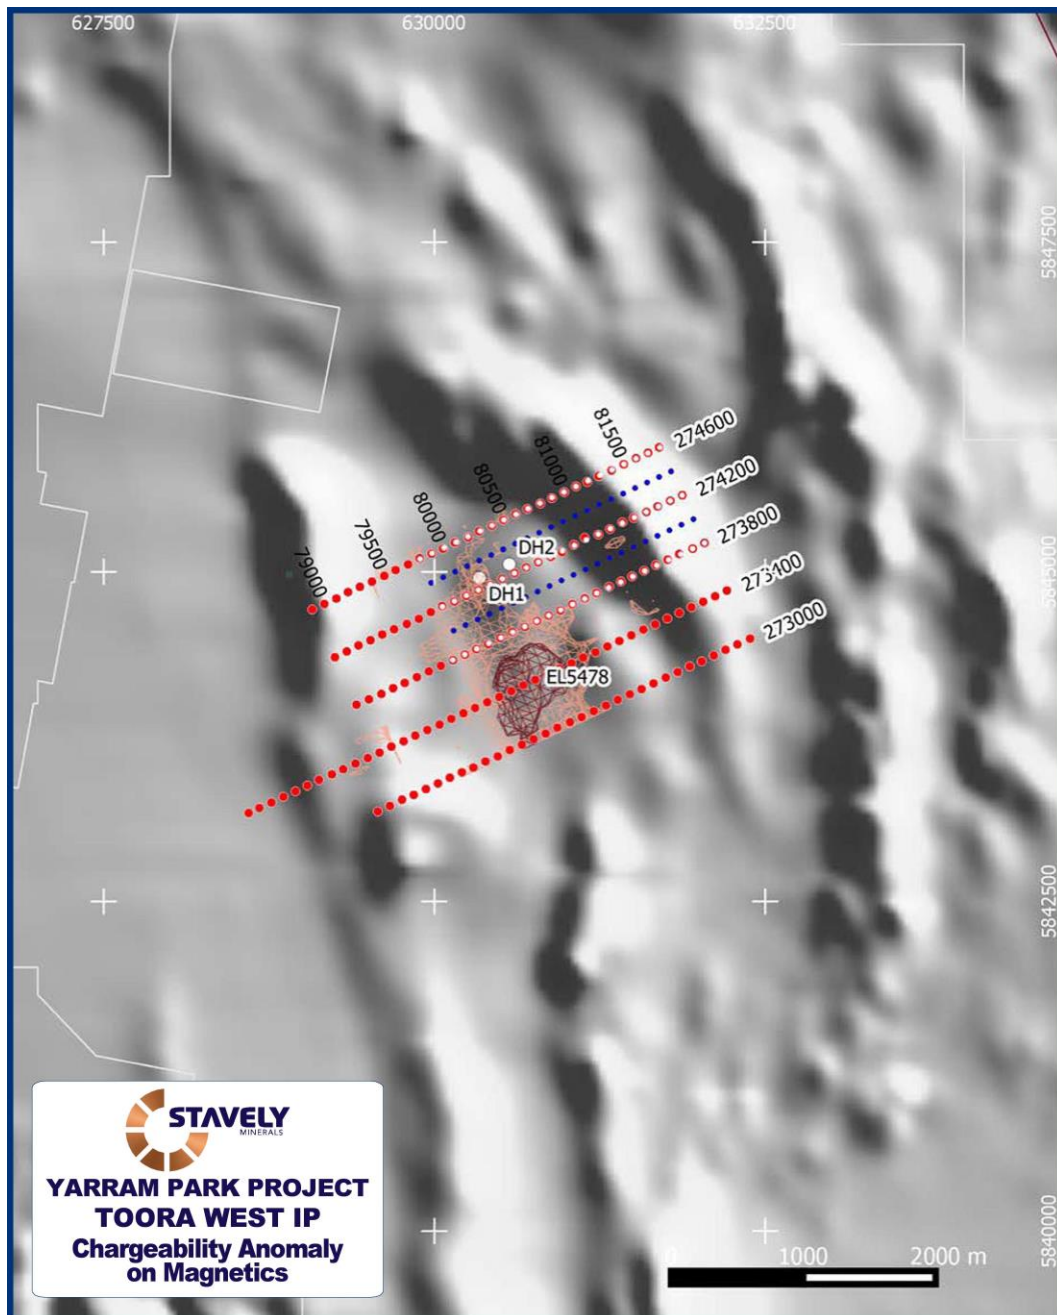 627500
630000
632500
5847500
81500
274600
81000
80500
274200
80000
273800
79500
DH2
5845000
79000
DH1
273400
273000
EL5478
5842500
STAVELY
MINERALS
YARRAM PARK PROJECT
TOORA WEST IP
Chargeability Anomaly
on Magnetics
5840000
0 1000 2000 m